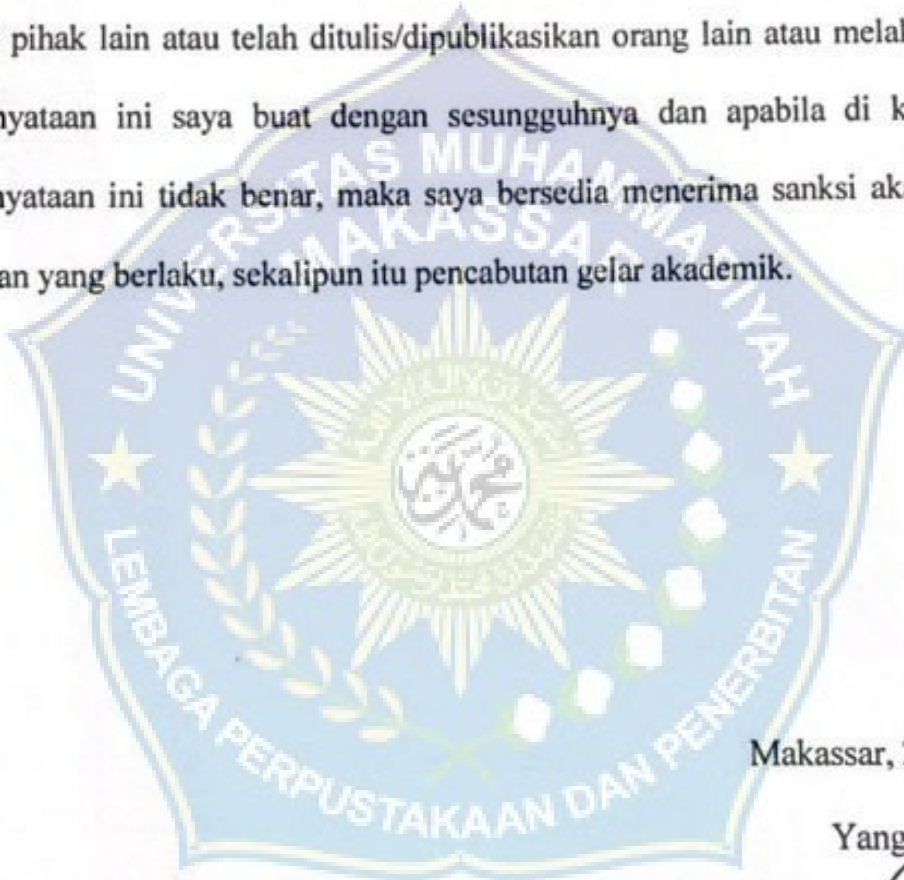 pihak lain atau telah ditulis/dipublikasikan orang lain atau melak
nyataan ini saya buat dengan sesungguhnya dan apabila di k
nyataan ini tidak benar, maka saya bersedia menerima sanksi aka
an yang berlaku, sekalipun itu pencabutan gelar akademik.
UNIVERSITAS MUHAMMADIYAH
MAKASSAR
LEMBAGA PERPUSTAKAAN DAN PENERBITAN
Makassar,
Yang